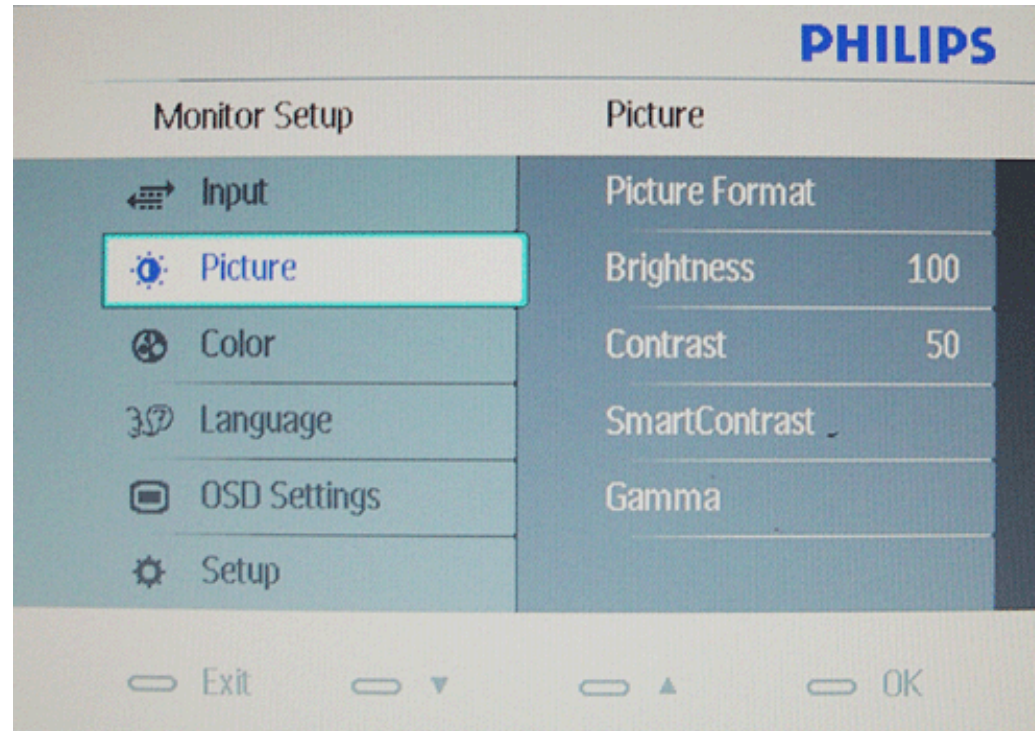 PHILIPS
Monitor Setup
Picture
Input
Picture
Color
Language
OSD Settings
Setup
Picture Format
Brightness 100
Contrast 50
SmartContrast
Gamma
Exit ▼ ▲ OK